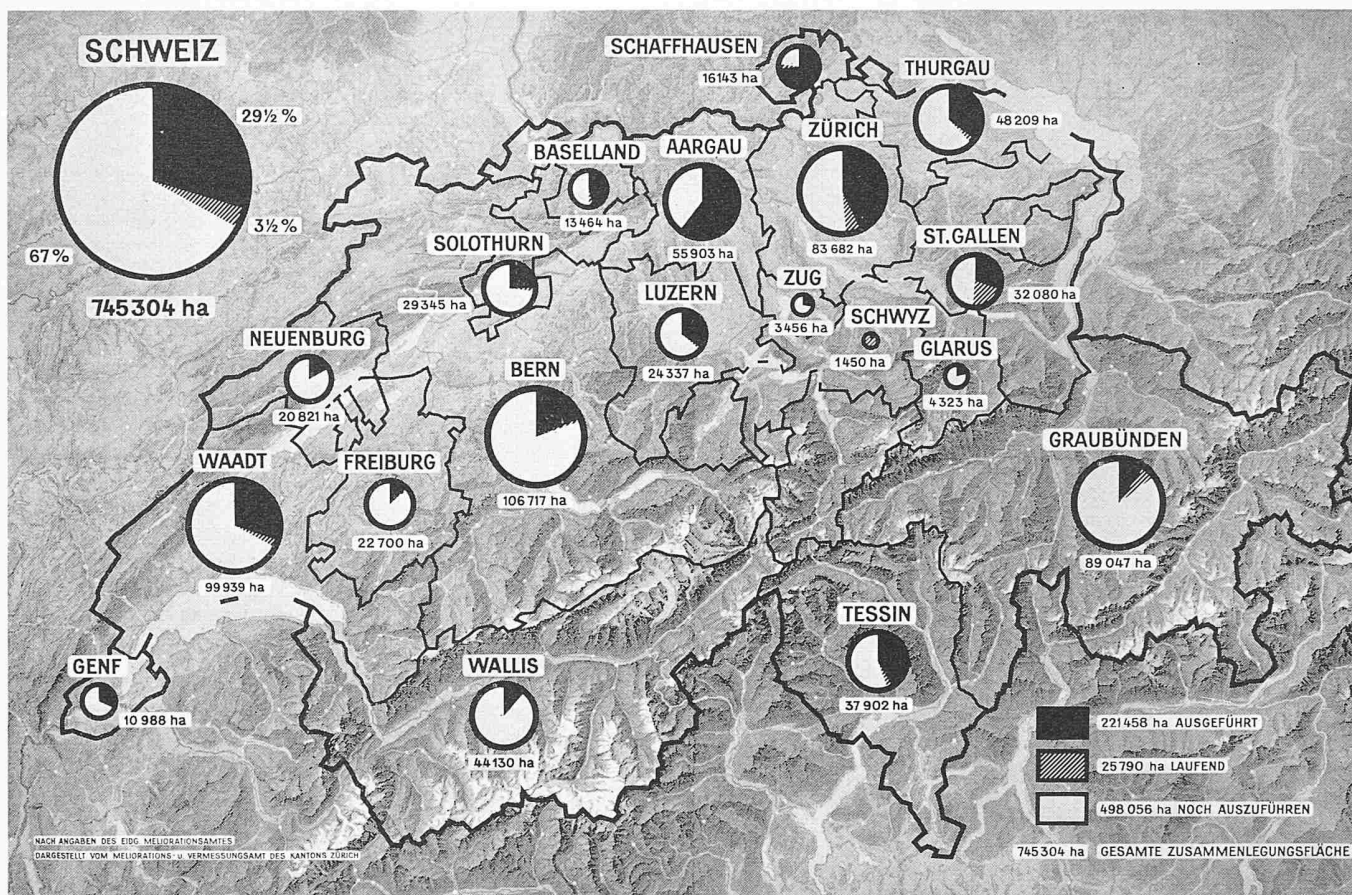 SCHWEIZ
29½ %
3½ %
67 %
745304 ha
SCHAFFHAUSEN
16143 ha
THURGAU
48209 ha
ZÜRICH
83682 ha
BASELLAND
13464 ha
AARGAU
55903 ha
ST.GALLEN
32080 ha
SOLOTHURN
29345 ha
LUZERN
24337 ha
ZUG
3456 ha
SCHWYZ
1450 ha
GLARUS
4323 ha
NEUENBURG
20821 ha
BERN
106717 ha
GRAUBÜNDEN
89047 ha
WAADT
99939 ha
FREIBURG
22700 ha
TESSIN
37902 ha
GENF
10988 ha
WALLIS
44130 ha
221458 ha AUSGEFÜHRT
25790 ha LAUFEND
498056 ha NOCH AUSZUFÜHREN
745304 ha GESAMTE ZUSAMMENLEGUNGSFLÄCHE
NACH ANGABEN DES EIDG. MELIORATIONSAMTES
DARGESTELLT VOM MELIORATIONS- U. VERMESSUNGSAMT DES KANTONS ZÜRICH